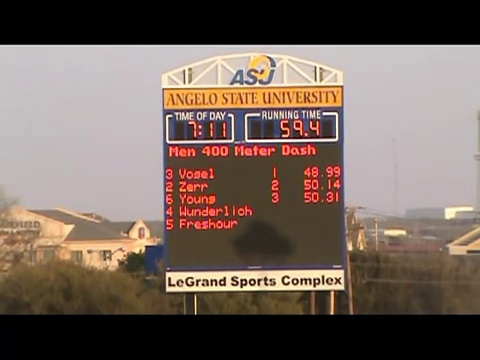 ASU
ANGELO STATE UNIVERSITY
TIME OF DAY RUNNING TIME
7:11 59.4
Men 400 Meter Dash
3 Vogel 1 48.99
2 Zerr 2 50.14
6 Young 3 50.31
4 Wunderlich
5 Freshour
LeGrand Sports Complex